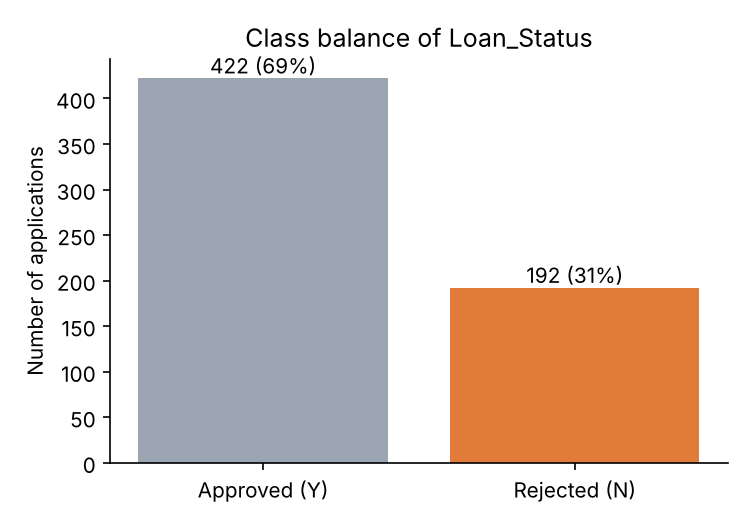 Class balance of Loan_Status
422 (69%)
192 (31%)
Number of applications
400
350
300
250
200
150
100
50
0
Approved (Y)
Rejected (N)